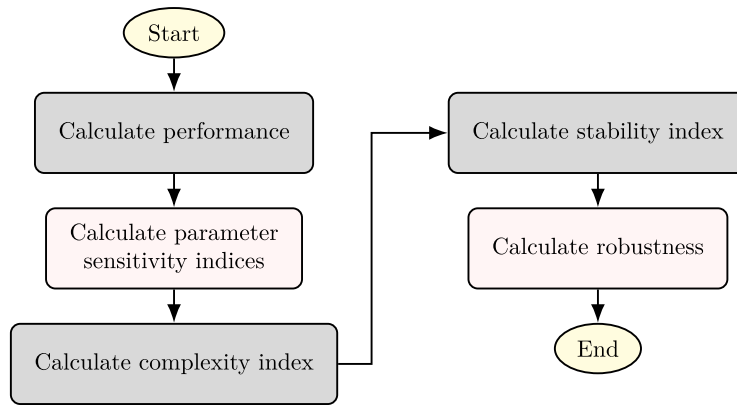 Start
Calculate performance
Calculate parameter
sensitivity indices
Calculate complexity index
Calculate stability index
Calculate robustness
End